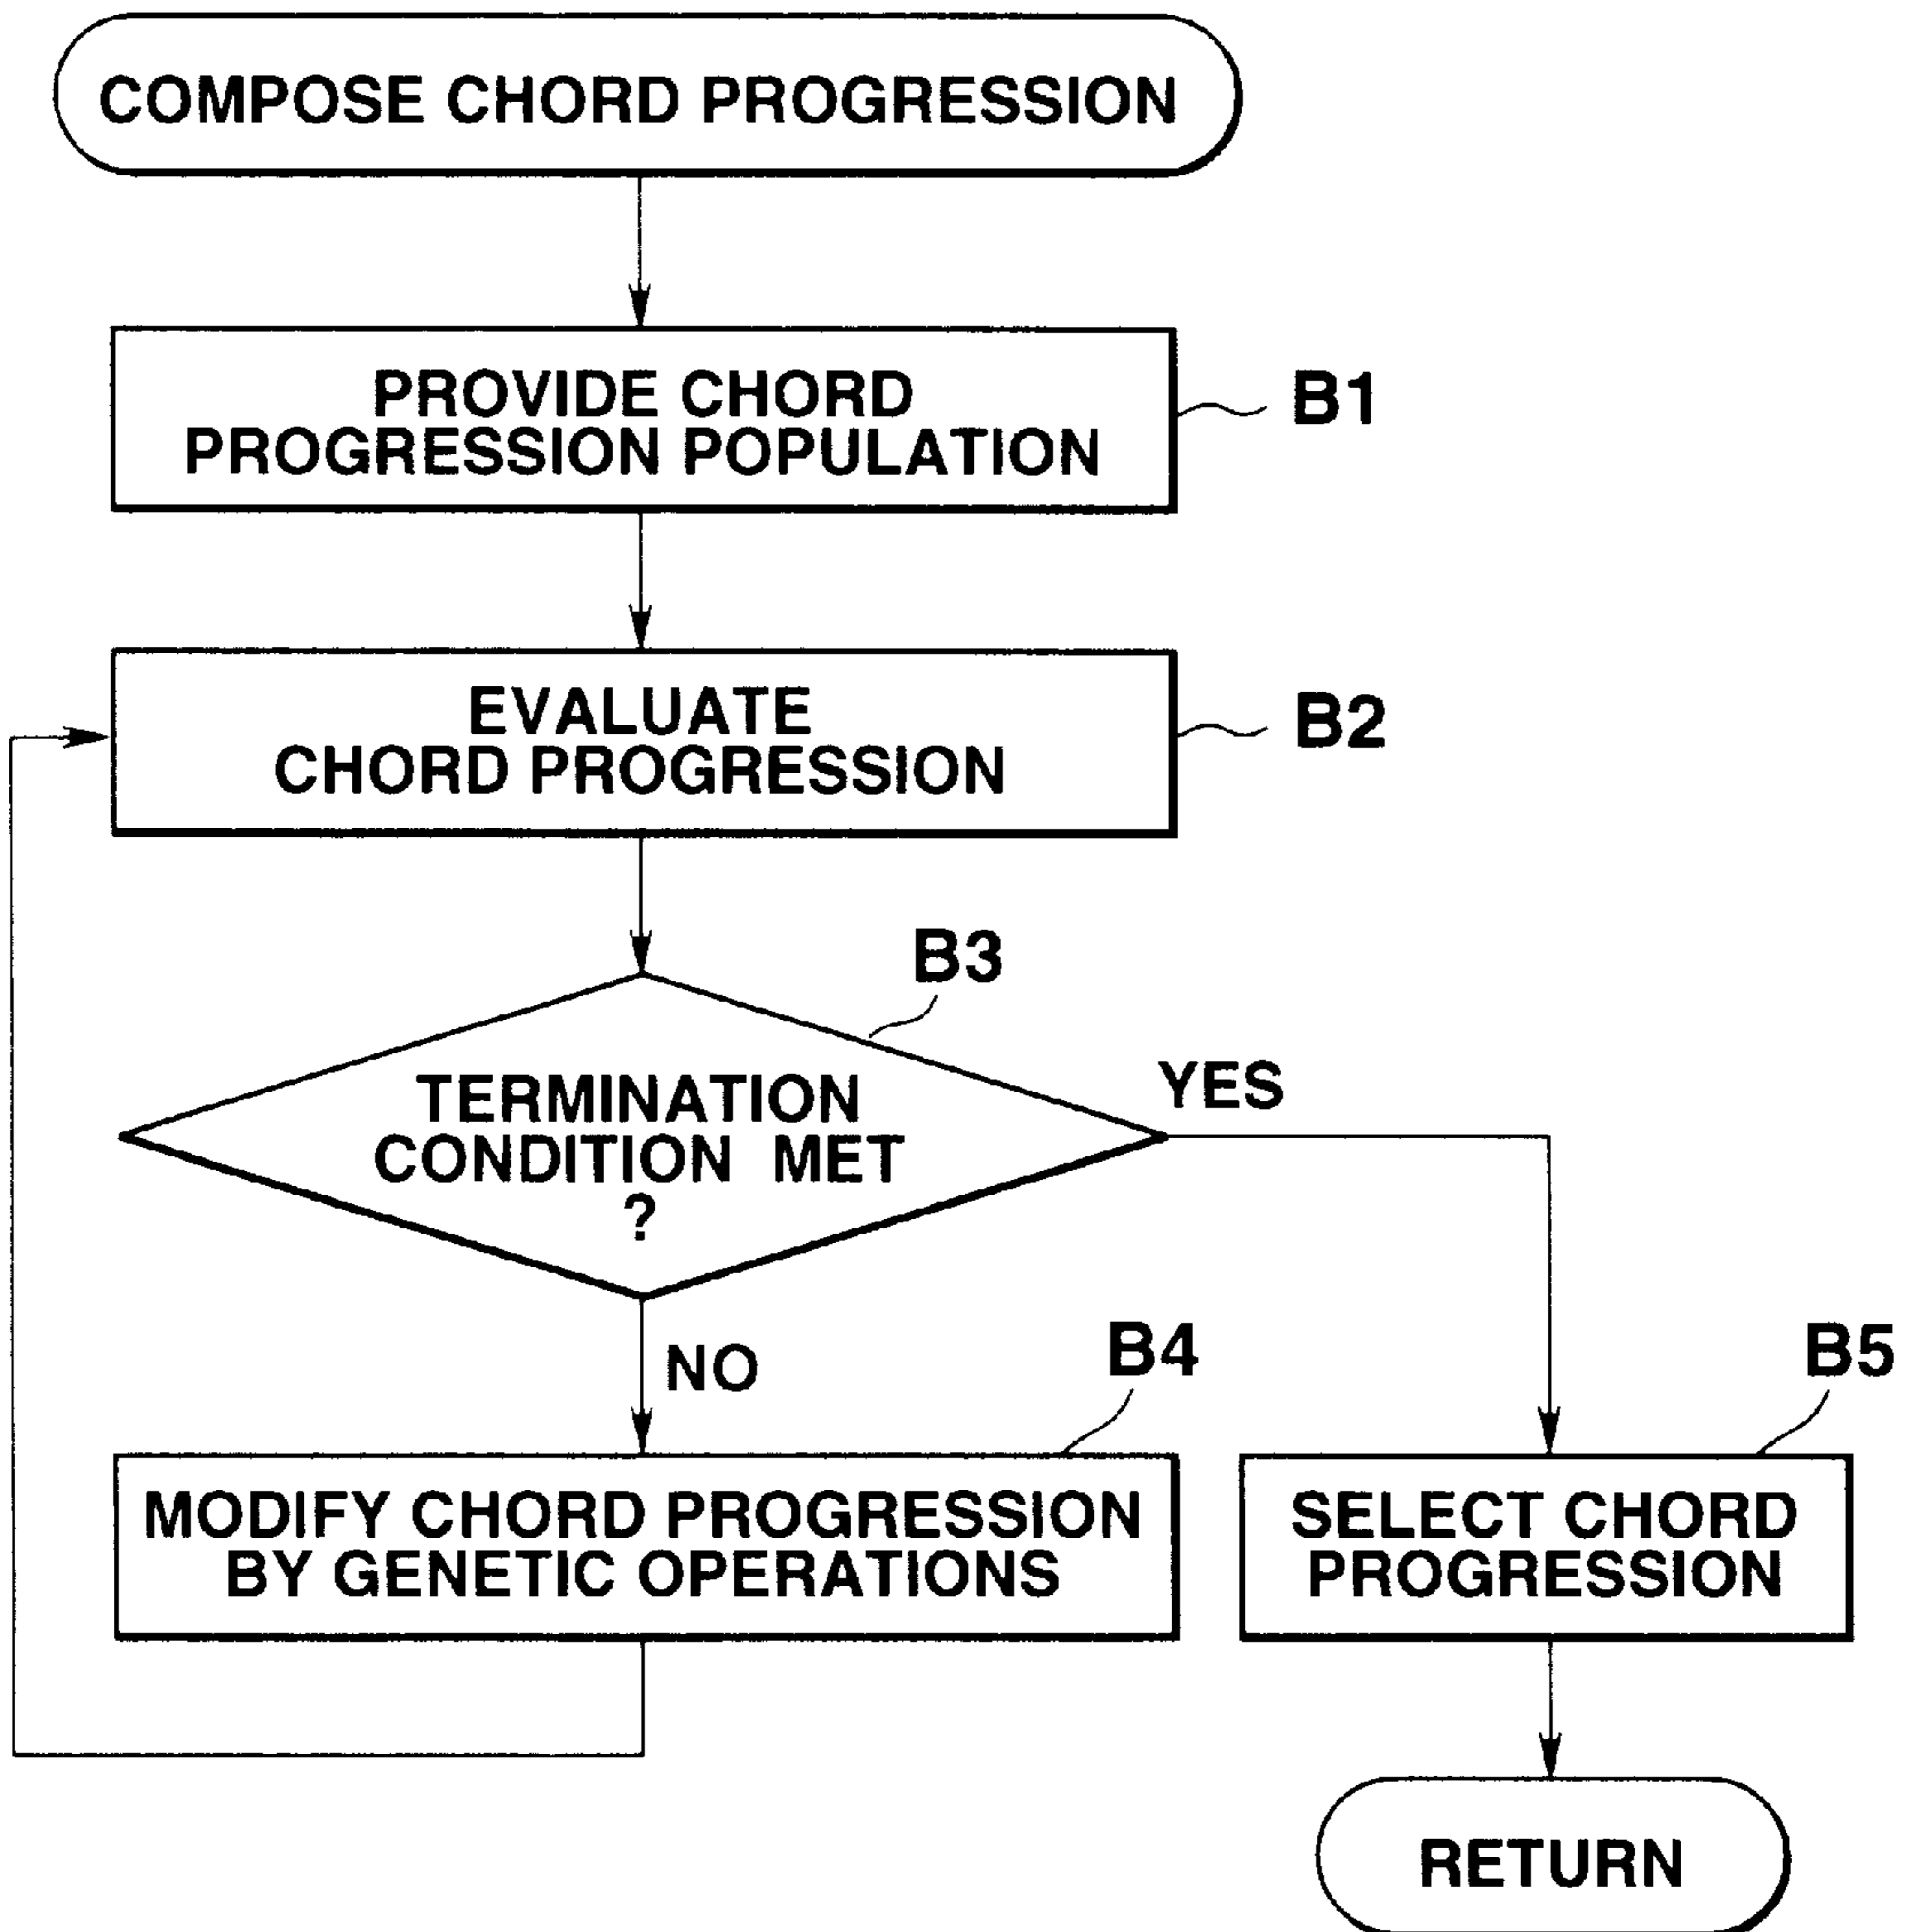 COMPOSE CHORD PROGRESSION
PROVIDE CHORD
PROGRESSION POPULATION
B1
EVALUATE
CHORD PROGRESSION
B2
B3
TERMINATION
CONDITION MET
?
YES
NO
B4
MODIFY CHORD PROGRESSION
BY GENETIC OPERATIONS
B5
SELECT CHORD
PROGRESSION
RETURN